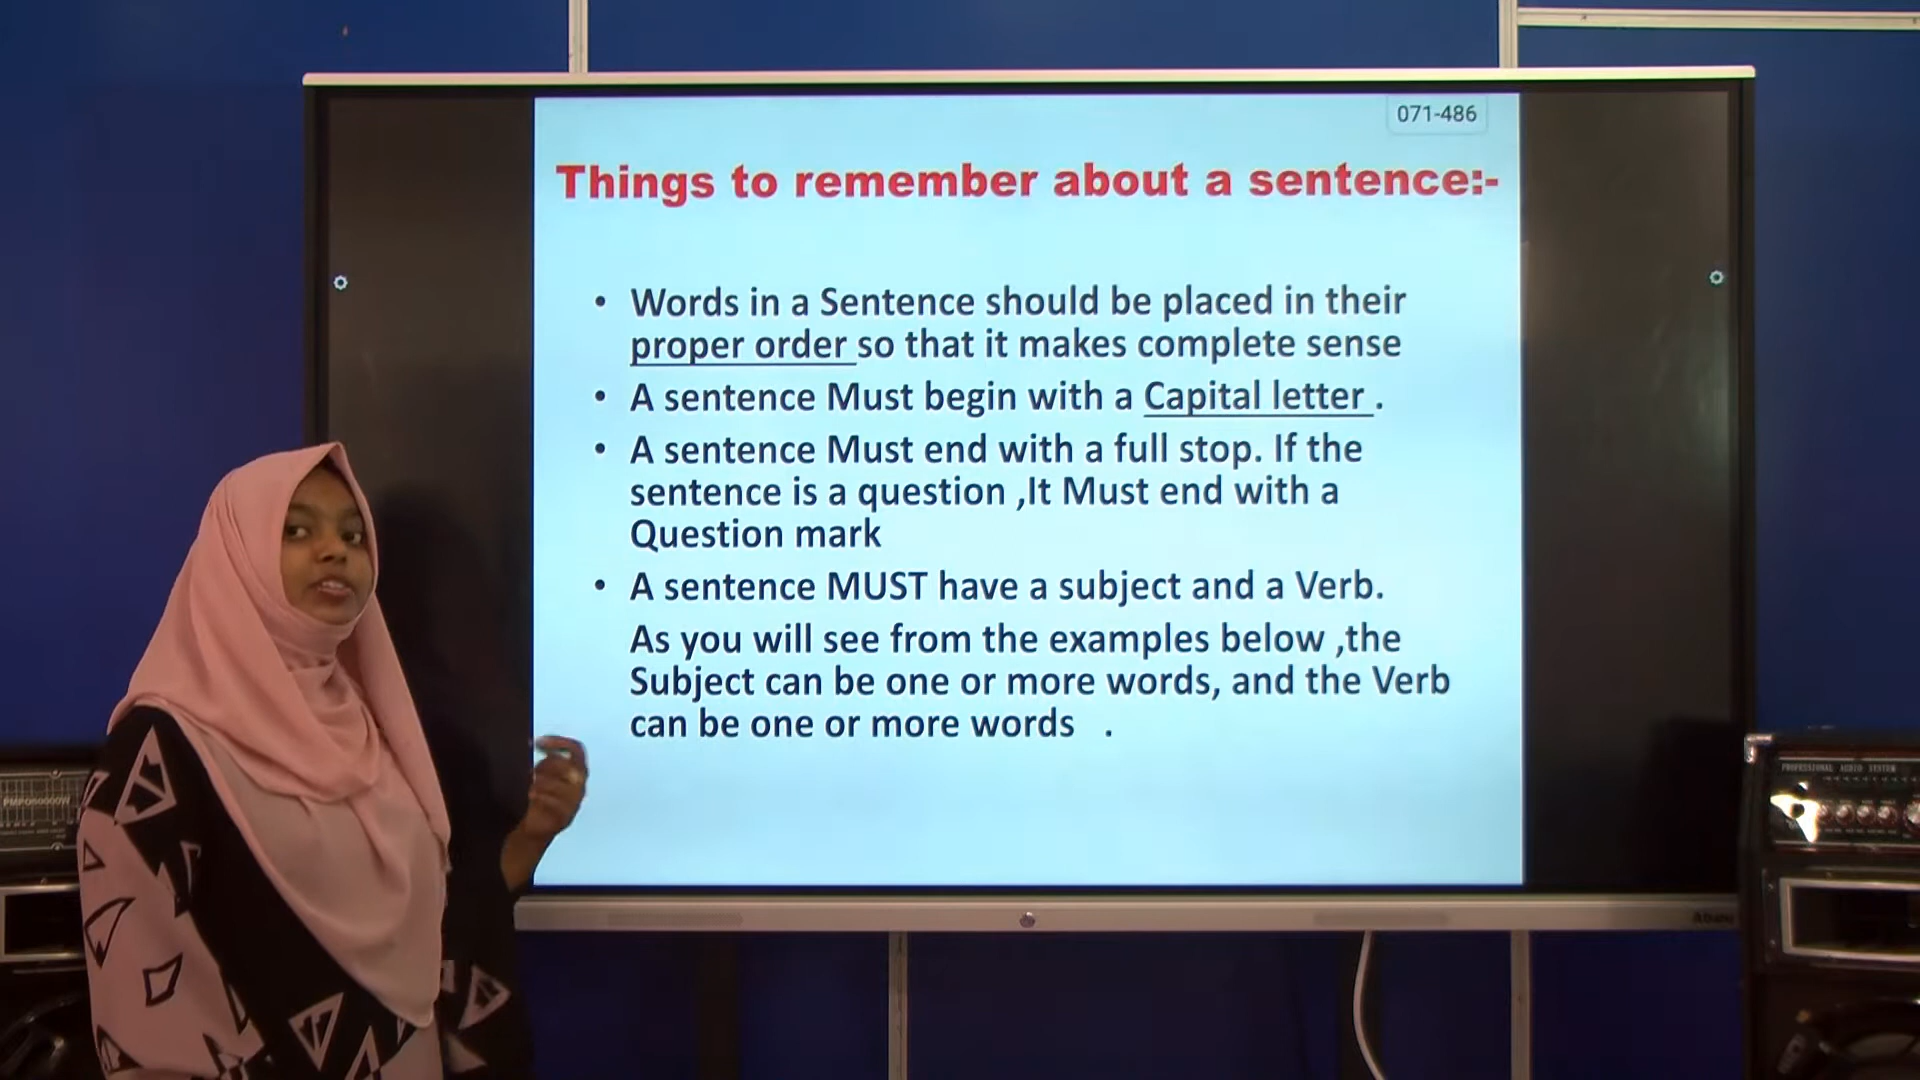 071-486
Things to remember about a sentence:-
• Words in a Sentence should be placed in their
proper order so that it makes complete sense
• A sentence Must begin with a Capital letter .
• A sentence Must end with a full stop. If the
sentence is a question ,It Must end with a
Question mark
• A sentence MUST have a subject and a Verb.
As you will see from the examples below ,the
Subject can be one or more words, and the Verb
can be one or more words .
PROFESSIONAL AUDIO SYSTEM